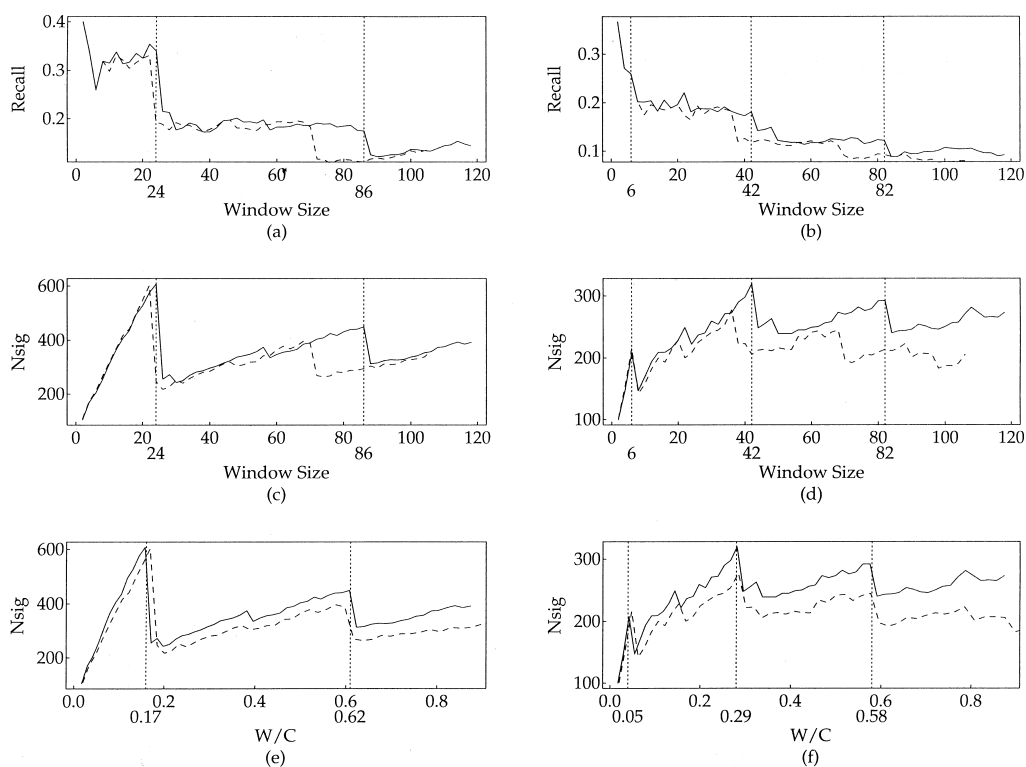 Recall
0.4
0.3
0.2
0 20 40 60 80 100 120
24 86
Window Size
(a)
Recall
0.3
0.2
0.1
0 20 40 60 80 100 120
6 42 82
Window Size
(b)
Nsig
600
400
200
0 20 40 60 80 100 120
24 86
Window Size
(c)
Nsig
300
200
100
0 20 40 60 80 100 120
6 42 82
Window Size
(d)
Nsig
600
400
200
0.0 0.2 0.4 0.6 0.8
0.17 0.62
W/C
(e)
Nsig
300
200
100
0.0 0.2 0.4 0.6 0.8
0.05 0.29 0.58
W/C
(f)